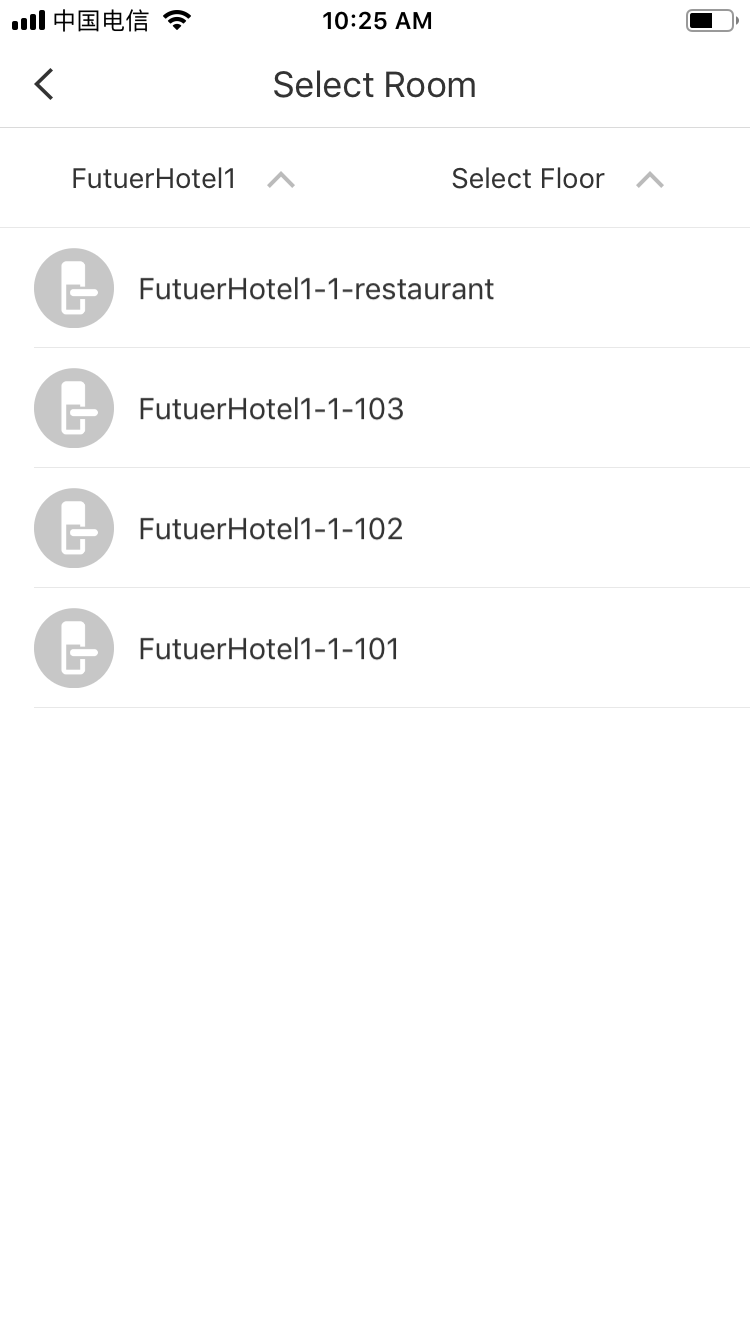 中国电信 10:25 AM
Select Room
FutuerHotel1 Select Floor
FutuerHotel1-1-restaurant
FutuerHotel1-1-103
FutuerHotel1-1-102
FutuerHotel1-1-101